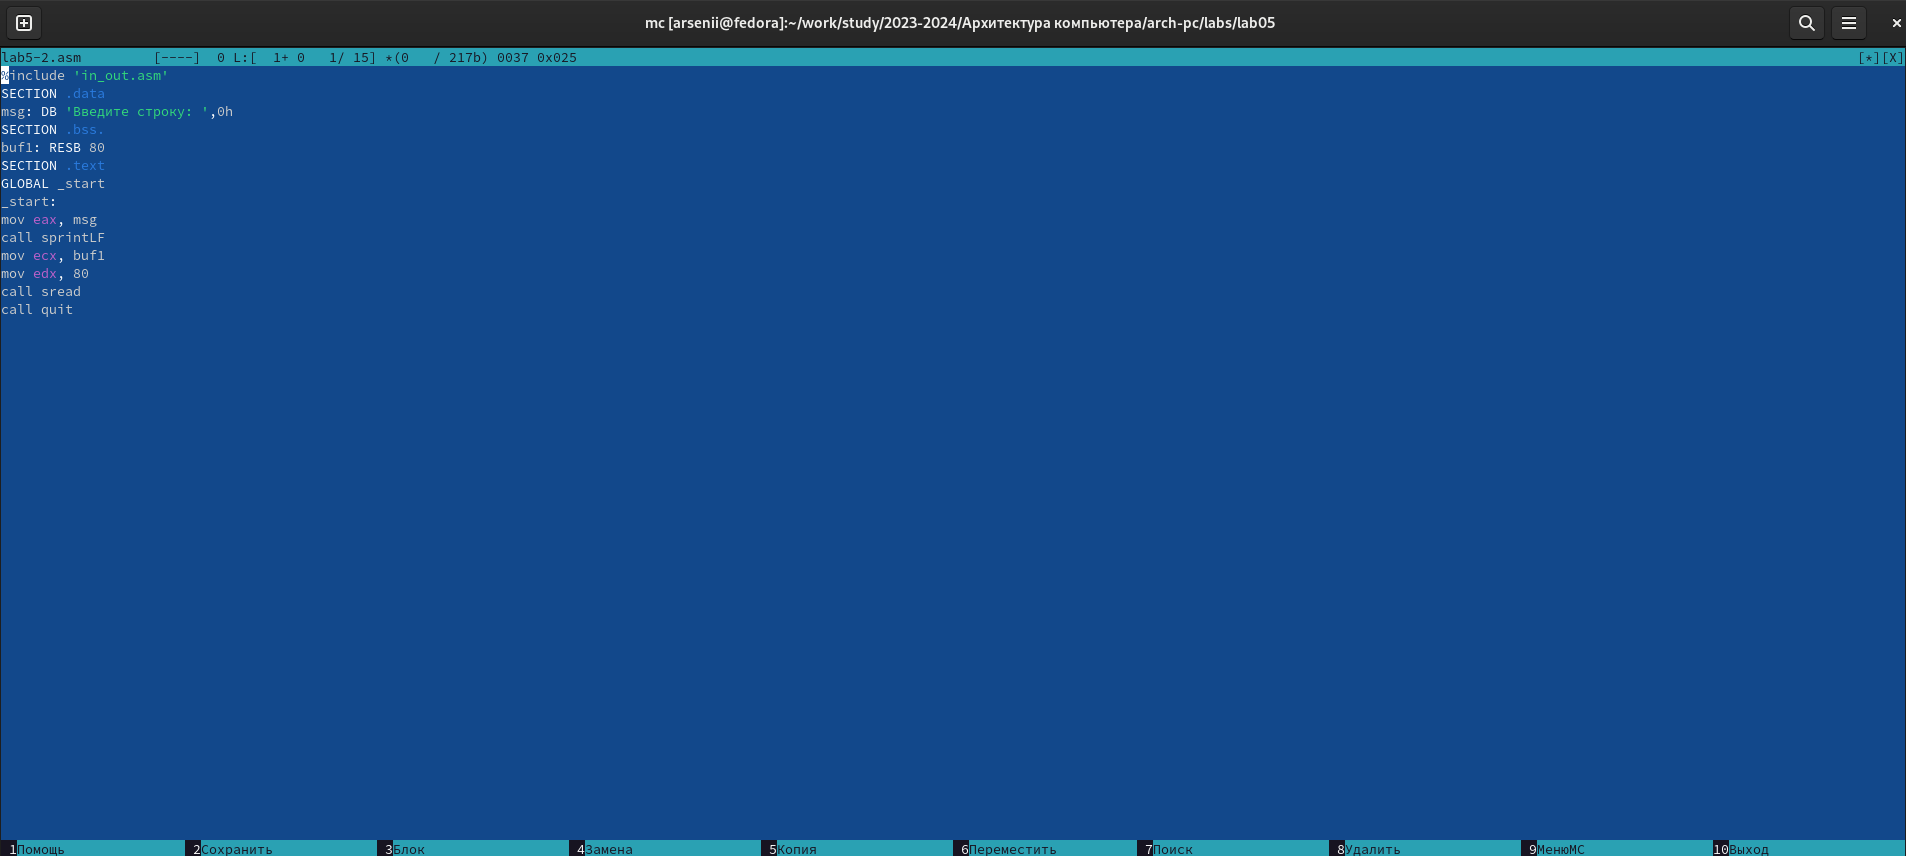 mc [arsenii@fedora]:~/work/study/2023-2024/Архитектура компьютера/arch-pc/labs/lab05
lab5-2.asm [----] 0 L:[ 1+ 0 1/ 15] *(0 / 217b) 0037 0x025 [*][X]
%include 'in_out.asm'
SECTION .data
msg: DB 'Введите строку: ',0h
SECTION .bss.
buf1: RESB 80
SECTION .text
GLOBAL _start
_start:
mov eax, msg
call sprintLF
mov ecx, buf1
mov edx, 80
call sread
call quit
1Помощь 2Сохранить 3Блок 4Замена 5Копия 6Переместить 7Поиск 8Удалить 9МенюMC 10Выход